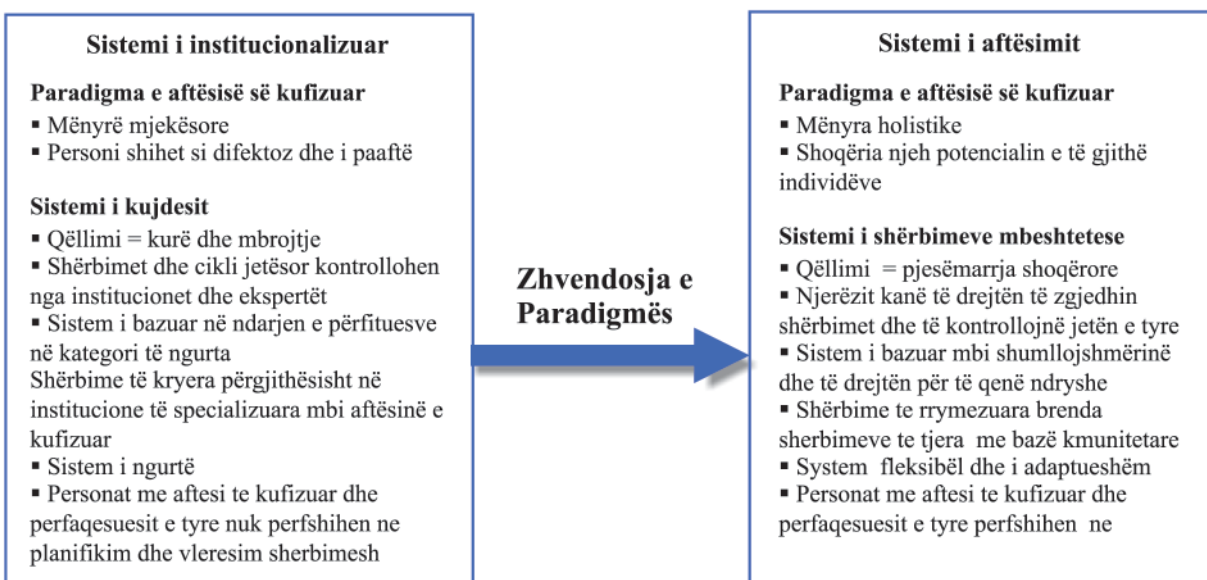 Sistemi i institucionalizuar
Paradigma e aftësisë së kufizuar
▪ Mënyrë mjekësore
▪ Personi shihet si difektoz dhe i paaftë
Sistemi i kujdesit
▪ Qëllimi = kurë dhe mbrojtje
▪ Shërbimet dhe cikli jetësor kontrollohen
nga institucionet dhe ekspertët
▪ Sistem i bazuar në ndarjen e përfituesve
në kategori të ngurta
Shërbime të kryera përgjithësisht në
institucione të specializuara mbi aftësinë e
kufizuar
▪ Sistem i ngurtë
▪ Personat me aftesi te kufizuar dhe
perfaqesuesit e tyre nuk perfshihen ne
planifikim dhe vleresim sherbimesh
Zhvendosja e
Paradigmës
Sistemi i aftësimit
Paradigma e aftësisë së kufizuar
▪ Mënyra holistike
▪ Shoqëria njeh potencialin e të gjithë
individëve
Sistemi i shërbimeve mbeshtetese
▪ Qëllimi = pjesëmarrja shoqërore
▪ Njerëzit kanë të drejtën të zgjedhin
shërbimet dhe të kontrollojnë jetën e tyre
▪ Sistem i bazuar mbi shumllojshmërinë
dhe të drejtën për të qenë ndryshe
▪ Shërbime te rrymezuara brenda
sherbimeve te tjera me bazë kmunitetare
▪ System fleksibël dhe i adaptueshëm
▪ Personat me aftesi te kufizuar dhe
perfaqesuesit e tyre perfshihen ne